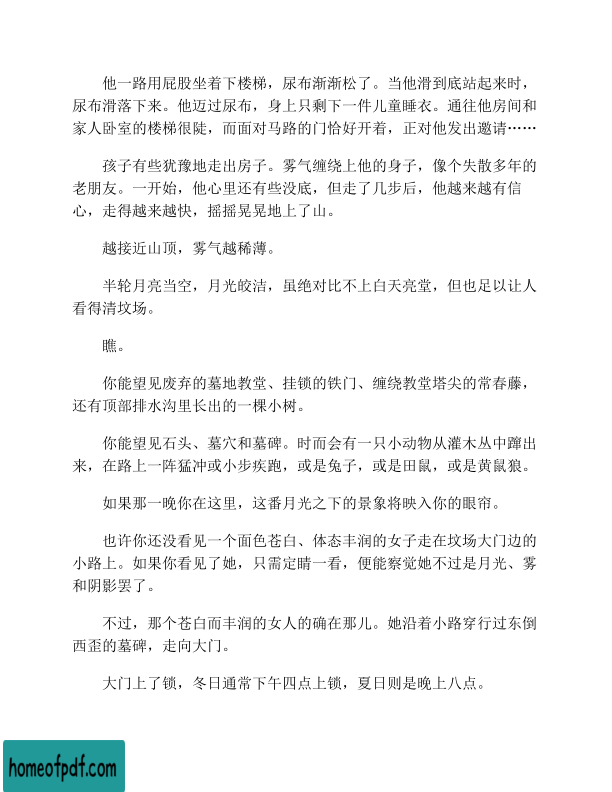 他一路用屁股坐着下楼梯，尿布渐渐松了。当他滑到底站起来时，
尿布滑落下来。他迈过尿布，身上只剩下一件儿童睡衣。通往他房间和
家人卧室的楼梯很陡，而面对马路的门恰好开着，正对他发出邀请……
孩子有些犹豫地走出房子。雾气缠绕上他的身子，像个失散多年的
老朋友。一开始，他心里还有些没底，但走了几步后，他越来越有信
心，走得越来越快，摇摇晃晃地上了山。
越接近山顶，雾气越稀薄。
半轮月亮当空，月光皎洁，虽绝对比不上白天亮堂，但也足以让人
看得清坟场。
瞧。
你能望见废弃的墓地教堂、挂锁的铁门、缠绕教堂塔尖的常春藤，
还有顶部排水沟里长出的一棵小树。
你能望见石头、墓穴和墓碑。时而会有一只小动物从灌木丛中蹿出
来，在路上一阵猛冲或小步疾跑，或是兔子，或是田鼠，或是黄鼠狼。
如果那一晚你在这里，这番月光之下的景象将映入你的眼帘。
也许你还没看见一个面色苍白、体态丰润的女子走在坟场大门边的
小路上。如果你看见了她，只需定睛一看，便能察觉她不过是月光、雾
和阴影罢了。
不过，那个苍白而丰润的女人的确在那儿。她沿着小路穿行过东倒
西歪的墓碑，走向大门。
大门上了锁，冬日通常下午四点上锁，夏日则是晚上八点。
homeofpdf.com